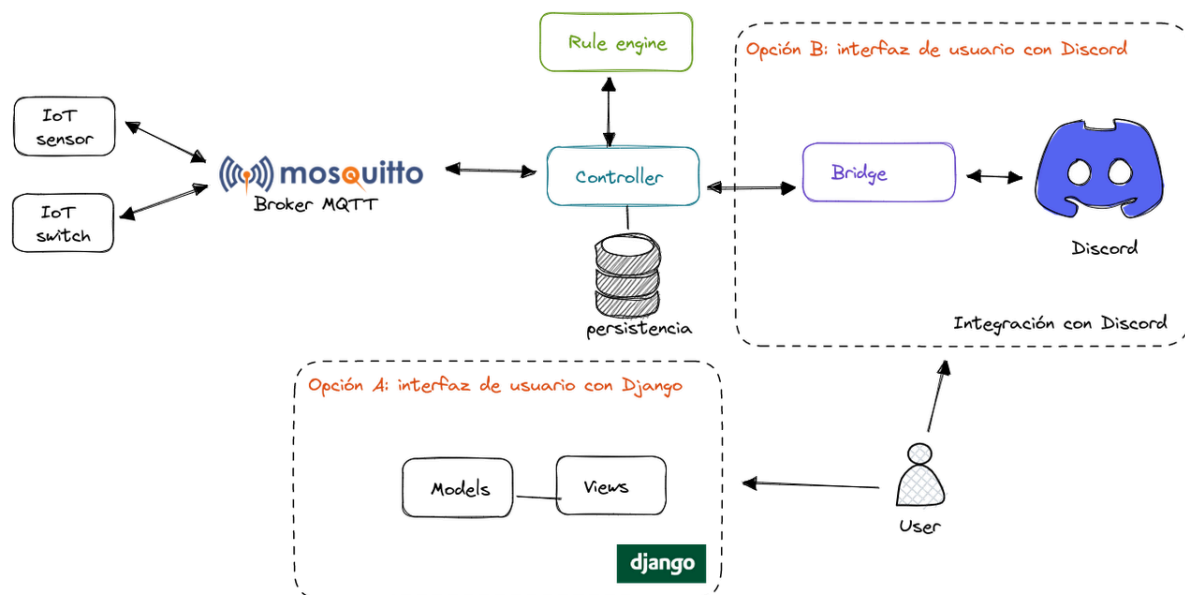 Rule engine
Opción B: interfaz de usuario con Discord
IoT
sensor
mosquitto
Broker MQTT
Controller
Bridge
IoT
switch
Discord
persistencia
Integración con Discord
Opción A: interfaz de usuario con Django
Models
Views
User
django